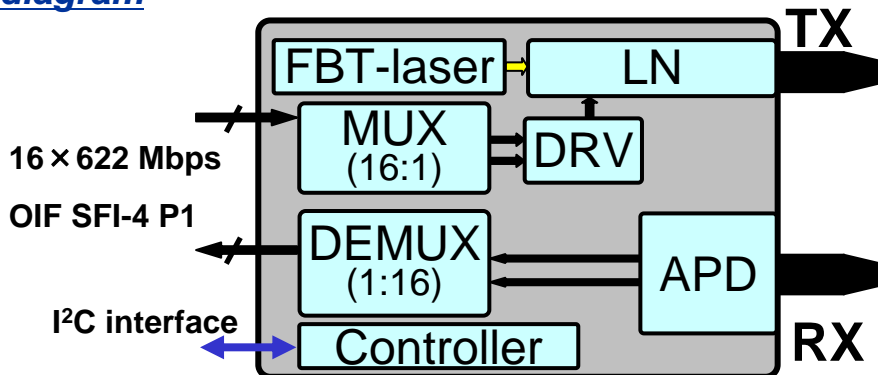 diagram
TX
FBT-laser
LN
MUX
(16:1)
DRV
16×622 Mbps
OIF SFI-4 P1
DEMUX
(1:16)
APD
I²C interface
Controller
RX